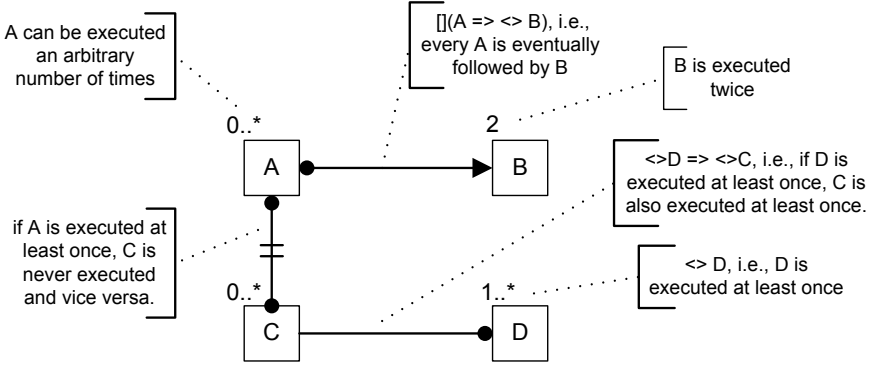 A can be executed
an arbitrary
number of times
[](A => <> B), i.e.,
every A is eventually
followed by B
B is executed
twice
0..*
2
A
B
<>D => <>C, i.e., if D is
executed at least once, C is
also executed at least once.
if A is executed at
least once, C is
never executed
and vice versa.
<> D, i.e., D is
executed at least once
0..*
1..*
C
D